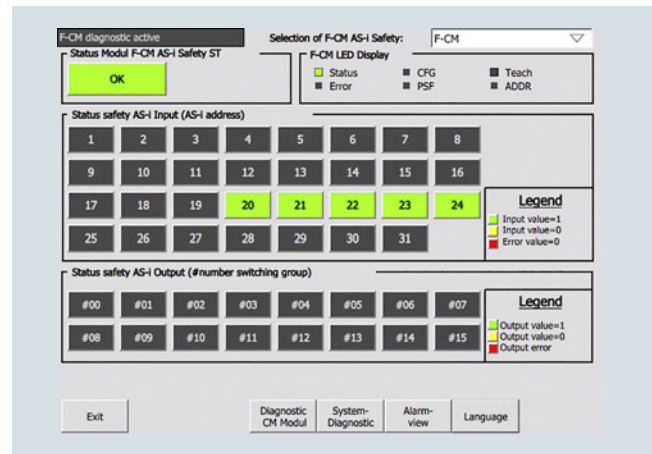 F-CM diagnostic active
Selection of F-CM AS-i Safety:
F-CM
Status Modul F-CM AS-i Safety ST
OK
F-CM LED Display
Status CFG Teach
Error PSF ADDR
Status safety AS-i Input (AS-i address)
1 2 3 4 5 6 7 8
9 10 11 12 13 14 15 16
17 18 19 20 21 22 23 24
25 26 27 28 29 30 31
Legend
Input value=1
Input value=0
Error value=0
Status safety AS-i Output (#number switching group)
#00 #01 #02 #03 #04 #05 #06 #07
#08 #09 #10 #11 #12 #13 #14 #15
Legend
Output value=1
Output value=0
Output error
Exit
Diagnostic
CM Modul
System-
Diagnostic
Alarm-
view
Language